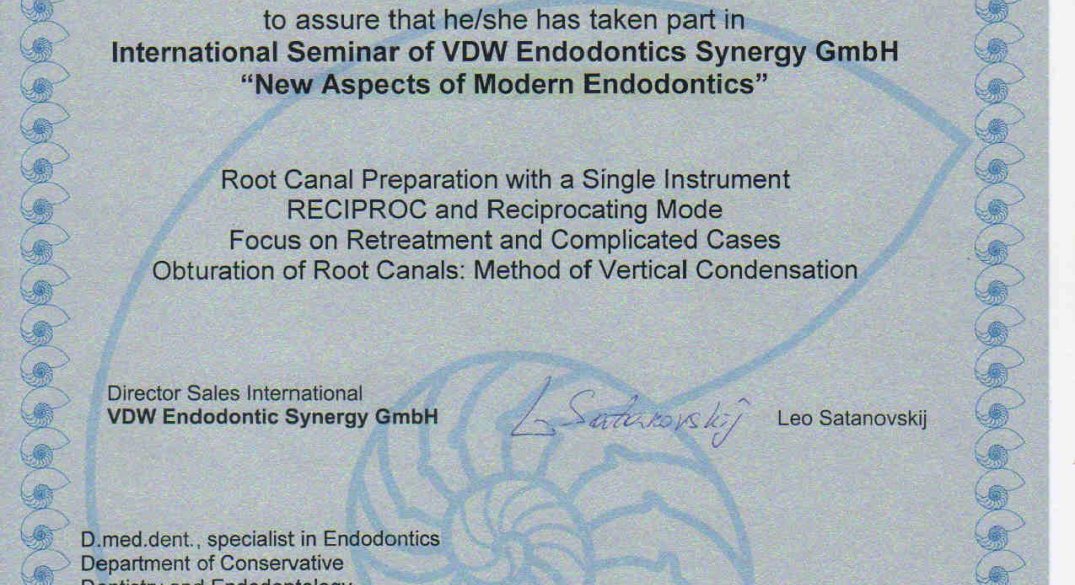 to assure that he/she has taken part in
International Seminar of VDW Endodontics Synergy GmbH
“New Aspects of Modern Endodontics”
Root Canal Preparation with a Single Instrument
RECIPROC and Reciprocating Mode
Focus on Retreatment and Complicated Cases
Obturation of Root Canals: Method of Vertical Condensation
Director Sales International
VDW Endodontic Synergy GmbH
L Satanovskij
Leo Satanovskij
D.med.dent., specialist in Endodontics
Department of Conservative
Dentistry and Endodontology